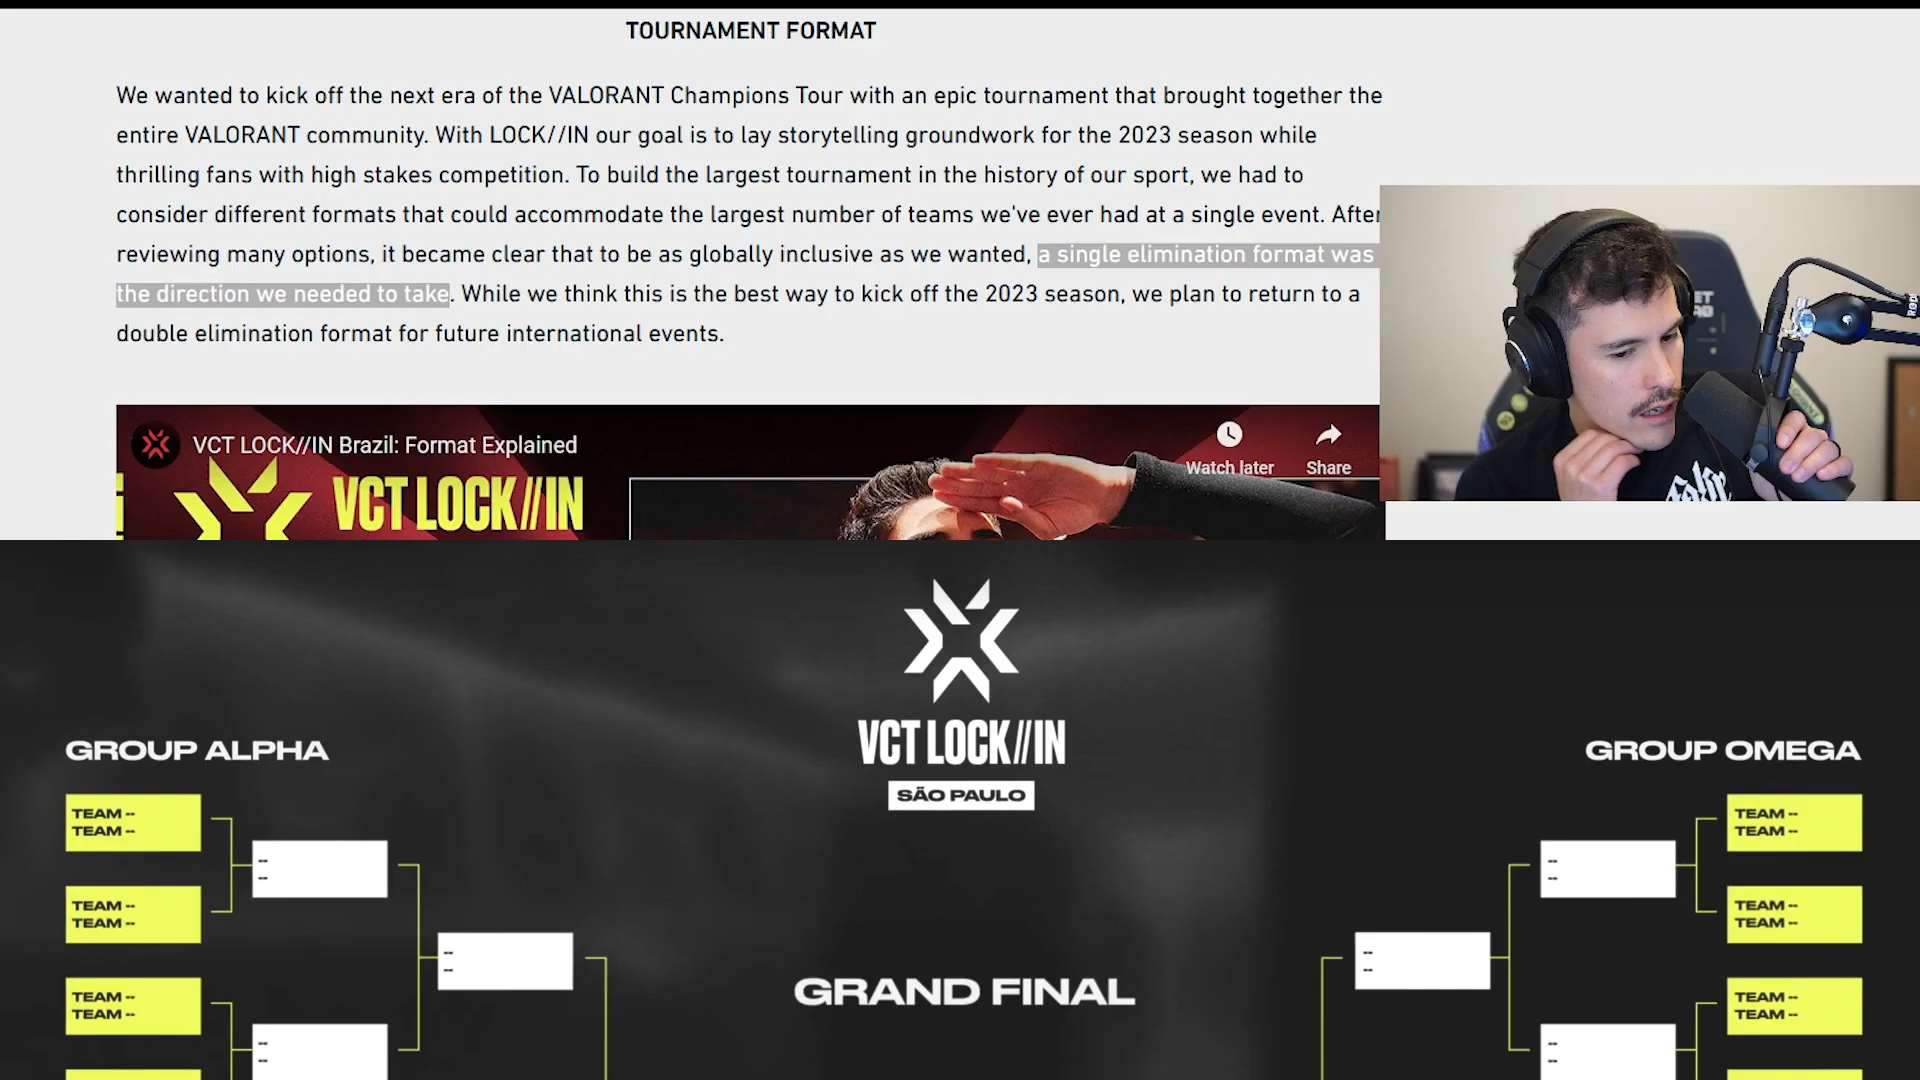 TOURNAMENT FORMAT
We wanted to kick off the next era of the VALORANT Champions Tour with an epic tournament that brought together the
entire VALORANT community. With LOCK//IN our goal is to lay storytelling groundwork for the 2023 season while
thrilling fans with high stakes competition. To build the largest tournament in the history of our sport, we had to
consider different formats that could accommodate the largest number of teams we've ever had at a single event. After
reviewing many options, it became clear that to be as globally inclusive as we wanted, a single elimination format was
the direction we needed to take. While we think this is the best way to kick off the 2023 season, we plan to return to a
double elimination format for future international events.
VCT LOCK//IN Brazil: Format Explained
Watch later
Share
VCT LOCK//IN
VCT LOCK//IN
SÃO PAULO
GROUP ALPHA
GROUP OMEGA
TEAM --
TEAM --
TEAM --
TEAM --
TEAM --
TEAM --
--
--
--
--
--
--
GRAND FINAL
TEAM --
TEAM --
TEAM --
TEAM --
TEAM --
TEAM --
--
--
--
--
--
--